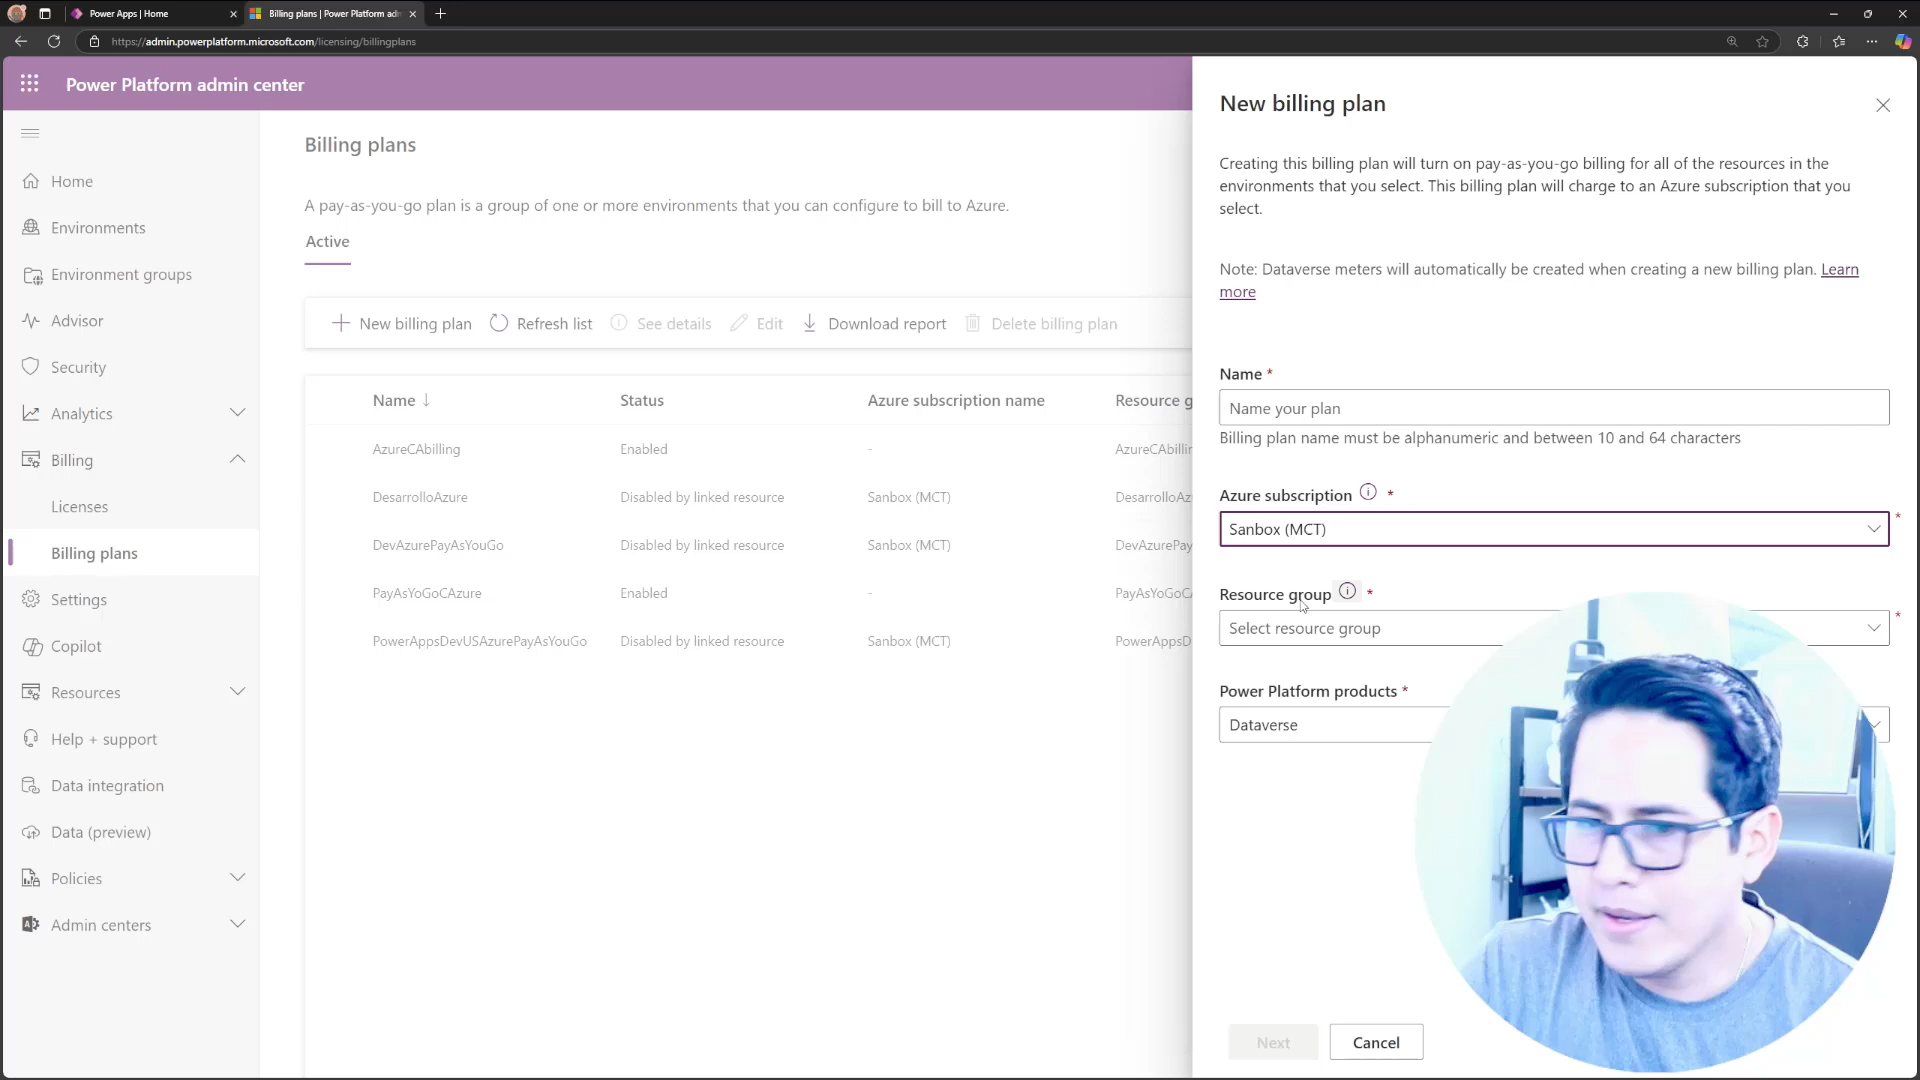 Power Apps | Home
Billing plans | Power Platform adm
https://admin.powerplatform.microsoft.com/licensing/billingplans
Power Platform admin center
Home
Environments
Environment groups
Advisor
Security
Analytics
Billing
Licenses
Billing plans
Settings
Copilot
Resources
Help + support
Data integration
Data (preview)
Policies
Admin centers
Billing plans
A pay-as-you-go plan is a group of one or more environments that you can configure to bill to Azure.
Active
New billing plan Refresh list See details Edit Download report Delete billing plan
Name ↓ Status Azure subscription name Resource g
AzureCAbilling Enabled - AzureCAbillin
DesarrolloAzure Disabled by linked resource Sanbox (MCT) DesarrolloAz
DevAzurePayAsYouGo Disabled by linked resource Sanbox (MCT) DevAzurePay
PayAsYoGoCAzure Enabled - PayAsYoGoCA
PowerAppsDevUSAzurePayAsYouGo Disabled by linked resource Sanbox (MCT) PowerAppsD
New billing plan
Creating this billing plan will turn on pay-as-you-go billing for all of the resources in the
environments that you select. This billing plan will charge to an Azure subscription that you
select.
Note: Dataverse meters will automatically be created when creating a new billing plan. Learn
more
Name *
Name your plan
Billing plan name must be alphanumeric and between 10 and 64 characters
Azure subscription *
Sanbox (MCT) *
Resource group *
Select resource group *
Power Platform products *
Dataverse
Next Cancel